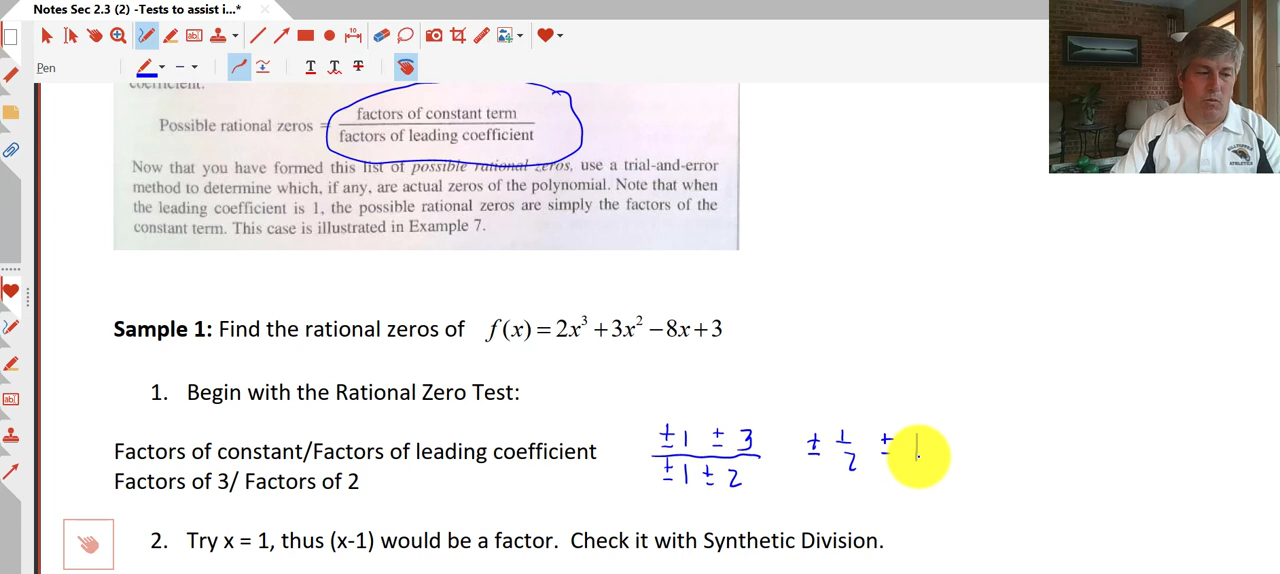 Notes Sec 2.3 (2) -Tests to assist i...*
Pen
coefficient.
Possible rational zeros = factors of constant term
factors of leading coefficient
Now that you have formed this list of possible rational zeros, use a trial-and-error
method to determine which, if any, are actual zeros of the polynomial. Note that when
the leading coefficient is 1, the possible rational zeros are simply the factors of the
constant term. This case is illustrated in Example 7.
Sample 1: Find the rational zeros of f(x) = 2x³ + 3x² − 8x + 3
1. Begin with the Rational Zero Test:
Factors of constant/Factors of leading coefficient
Factors of 3/ Factors of 2
±1 ±3
±1 ±2
± 1/2 ± 1
2. Try x = 1, thus (x-1) would be a factor. Check it with Synthetic Division.